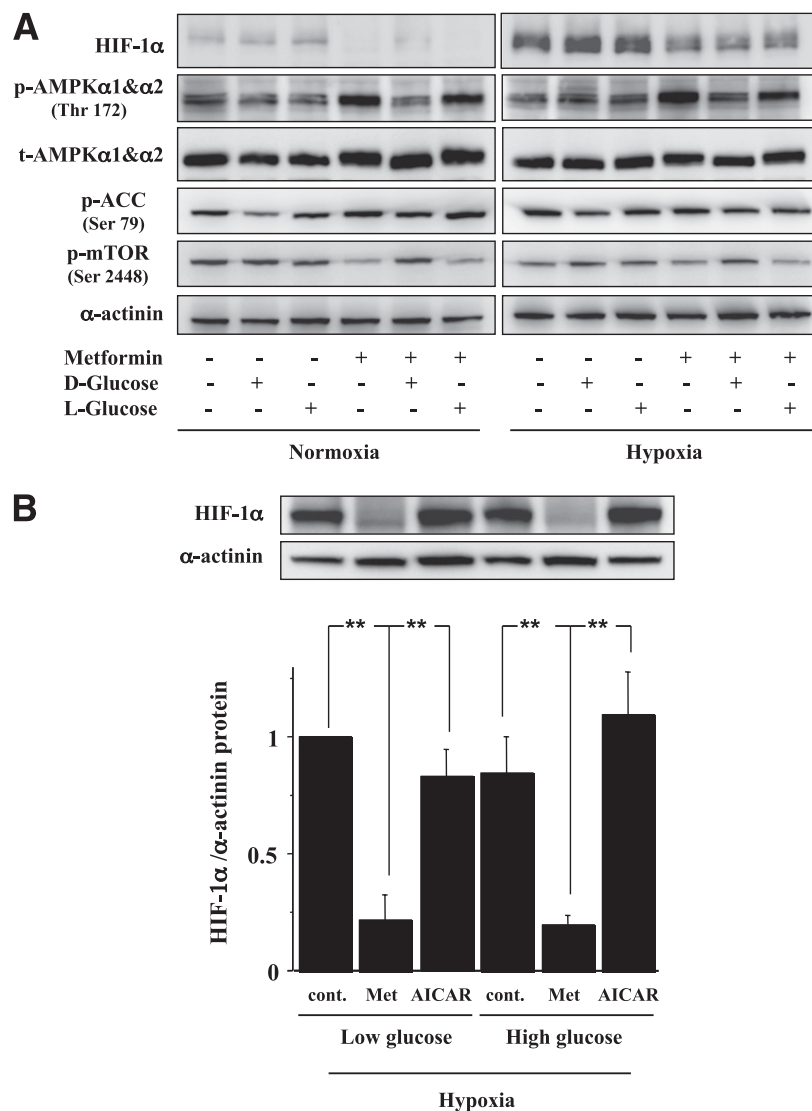 A
HIF-1α
p-AMPKα1&α2
(Thr 172)
t-AMPKα1&α2
p-ACC
(Ser 79)
p-mTOR
(Ser 2448)
α-actinin
Metformin - - - + + + - - - + + +
D-Glucose - + - - + - - + - - + -
L-Glucose - - + - - + - - + - - +
Normoxia Hypoxia
B
HIF-1α
α-actinin
** ** ** **
HIF-1α /α-actinin protein
1
0.5
0
cont. Met AICAR cont. Met AICAR
Low glucose High glucose
Hypoxia